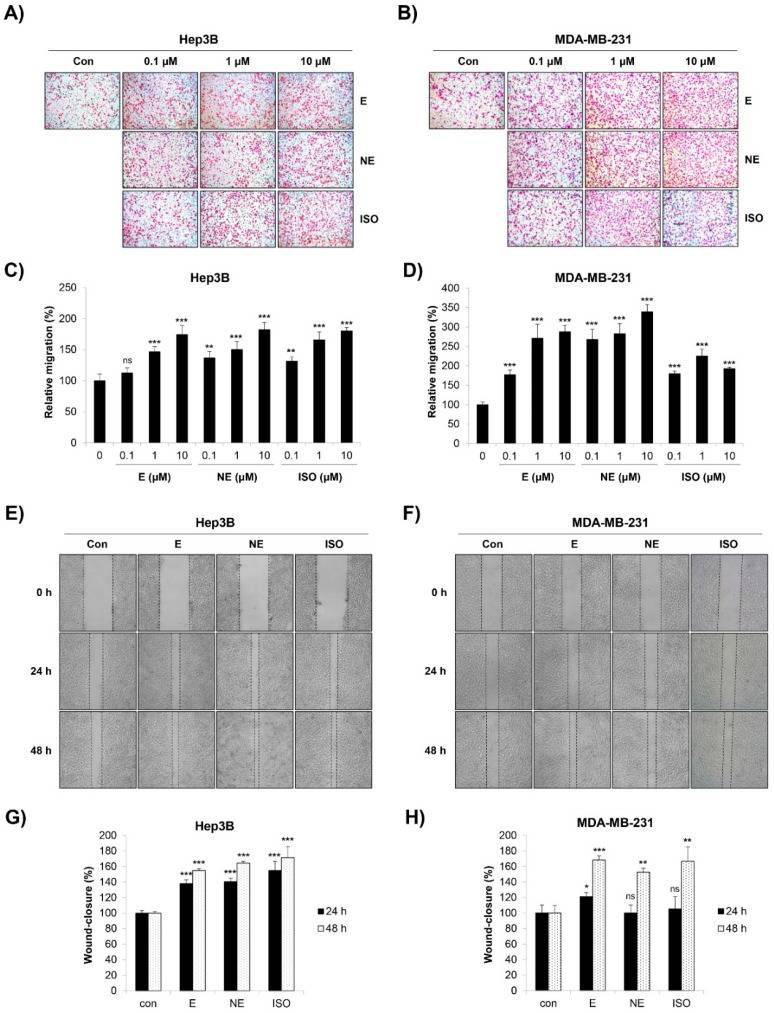 A)
Hep3B
Con 0.1 µM 1 µM 10 µM
E
NE
ISO
B)
MDA-MB-231
Con 0.1 µM 1 µM 10 µM
E
NE
ISO
C)
Hep3B
Relative migration (%)
250
200
150
100
50
0
ns *** *** ** *** *** ** *** ***
0 0.1 1 10 0.1 1 10 0.1 1 10
E (µM) NE (µM) ISO (µM)
D)
MDA-MB-231
Relative migration (%)
400
350
300
250
200
150
100
50
0
*** *** *** *** *** *** *** *** ***
0 0.1 1 10 0.1 1 10 0.1 1 10
E (µM) NE (µM) ISO (µM)
E)
Hep3B
Con E NE ISO
0 h
24 h
48 h
F)
MDA-MB-231
Con E NE ISO
0 h
24 h
48 h
G)
Hep3B
Wound-closure (%)
200
180
160
140
120
100
80
60
40
20
0
*** *** *** *** *** ***
con E NE ISO
24 h
48 h
H)
MDA-MB-231
Wound-closure (%)
200
180
160
140
120
100
80
60
40
20
0
* *** ns ** ns **
con E NE ISO
24 h
48 h